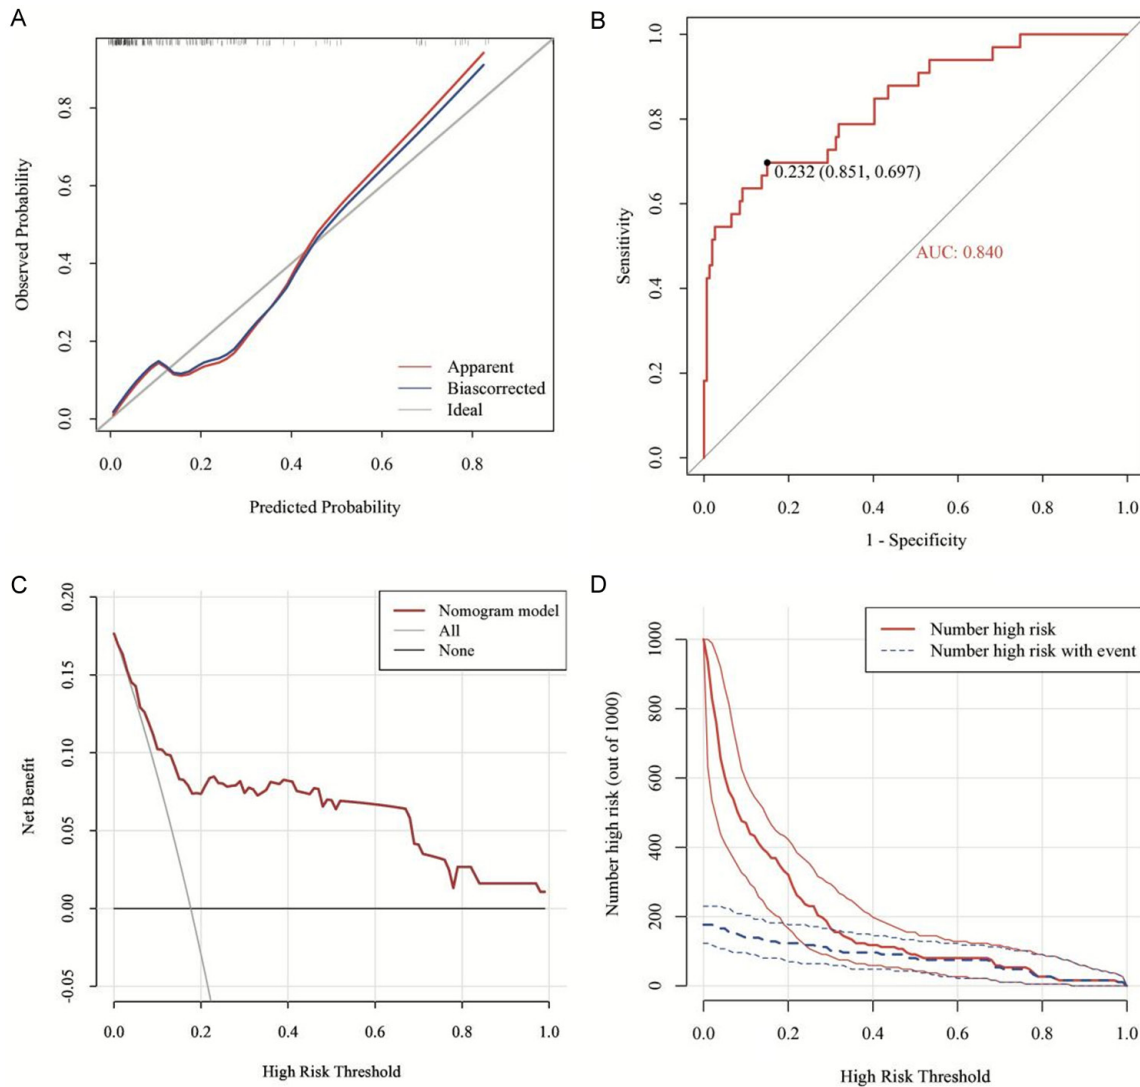 A
0.0
0.2
0.4
0.6
0.8
Observed Probability
Apparent
Biascorrected
Ideal
0.0
0.2
0.4
0.6
0.8
Predicted Probability
B
0.0
0.2
0.4
0.6
0.8
1.0
Sensitivity
0.232 (0.851, 0.697)
AUC: 0.840
0.0
0.2
0.4
0.6
0.8
1.0
1 - Specificity
C
-0.05
0.00
0.05
0.10
0.15
0.20
Net Benefit
Nomogram model
All
None
0.0
0.2
0.4
0.6
0.8
1.0
High Risk Threshold
D
0
200
400
600
800
1000
Number high risk (out of 1000)
Number high risk
Number high risk with event
0.0
0.2
0.4
0.6
0.8
1.0
High Risk Threshold